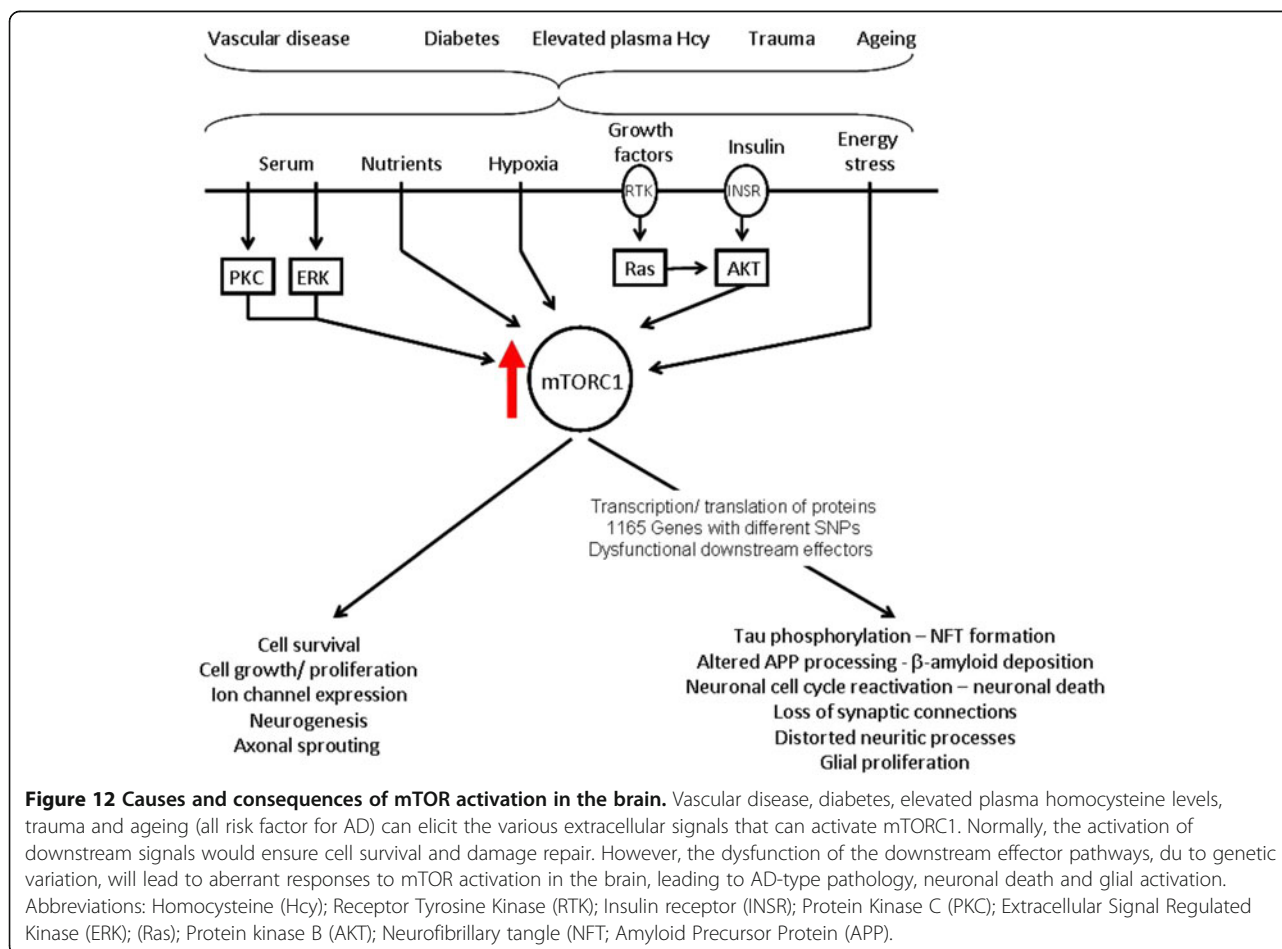 Vascular disease Diabetes Elevated plasma Hcy Trauma Ageing
Growth factors
Insulin
Energy stress
Serum Nutrients Hypoxia
RTK INSR
PKC ERK Ras AKT
mTORC1
Transcription/ translation of proteins
1165 Genes with different SNPs
Dysfunctional downstream effectors
Cell survival
Cell growth/ proliferation
Ion channel expression
Neurogenesis
Axonal sprouting
Tau phosphorylation – NFT formation
Altered APP processing - β-amyloid deposition
Neuronal cell cycle reactivation – neuronal death
Loss of synaptic connections
Distorted neuritic processes
Glial proliferation
Figure 12 Causes and consequences of mTOR activation in the brain. Vascular disease, diabetes, elevated plasma homocysteine levels,
trauma and ageing (all risk factor for AD) can elicit the various extracellular signals that can activate mTORC1. Normally, the activation of
downstream signals would ensure cell survival and damage repair. However, the dysfunction of the downstream effector pathways, du to genetic
variation, will lead to aberrant responses to mTOR activation in the brain, leading to AD-type pathology, neuronal death and glial activation.
Abbreviations: Homocysteine (Hcy); Receptor Tyrosine Kinase (RTK); Insulin receptor (INSR); Protein Kinase C (PKC); Extracellular Signal Regulated
Kinase (ERK); (Ras); Protein kinase B (AKT); Neurofibrillary tangle (NFT; Amyloid Precursor Protein (APP).